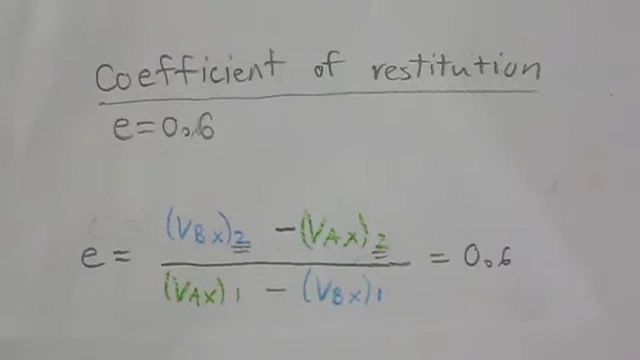 Coefficient of restitution
e=0.6
e = (VBx)2 - (VAx)2 / (VAx)1 - (VBx)1 = 0.6